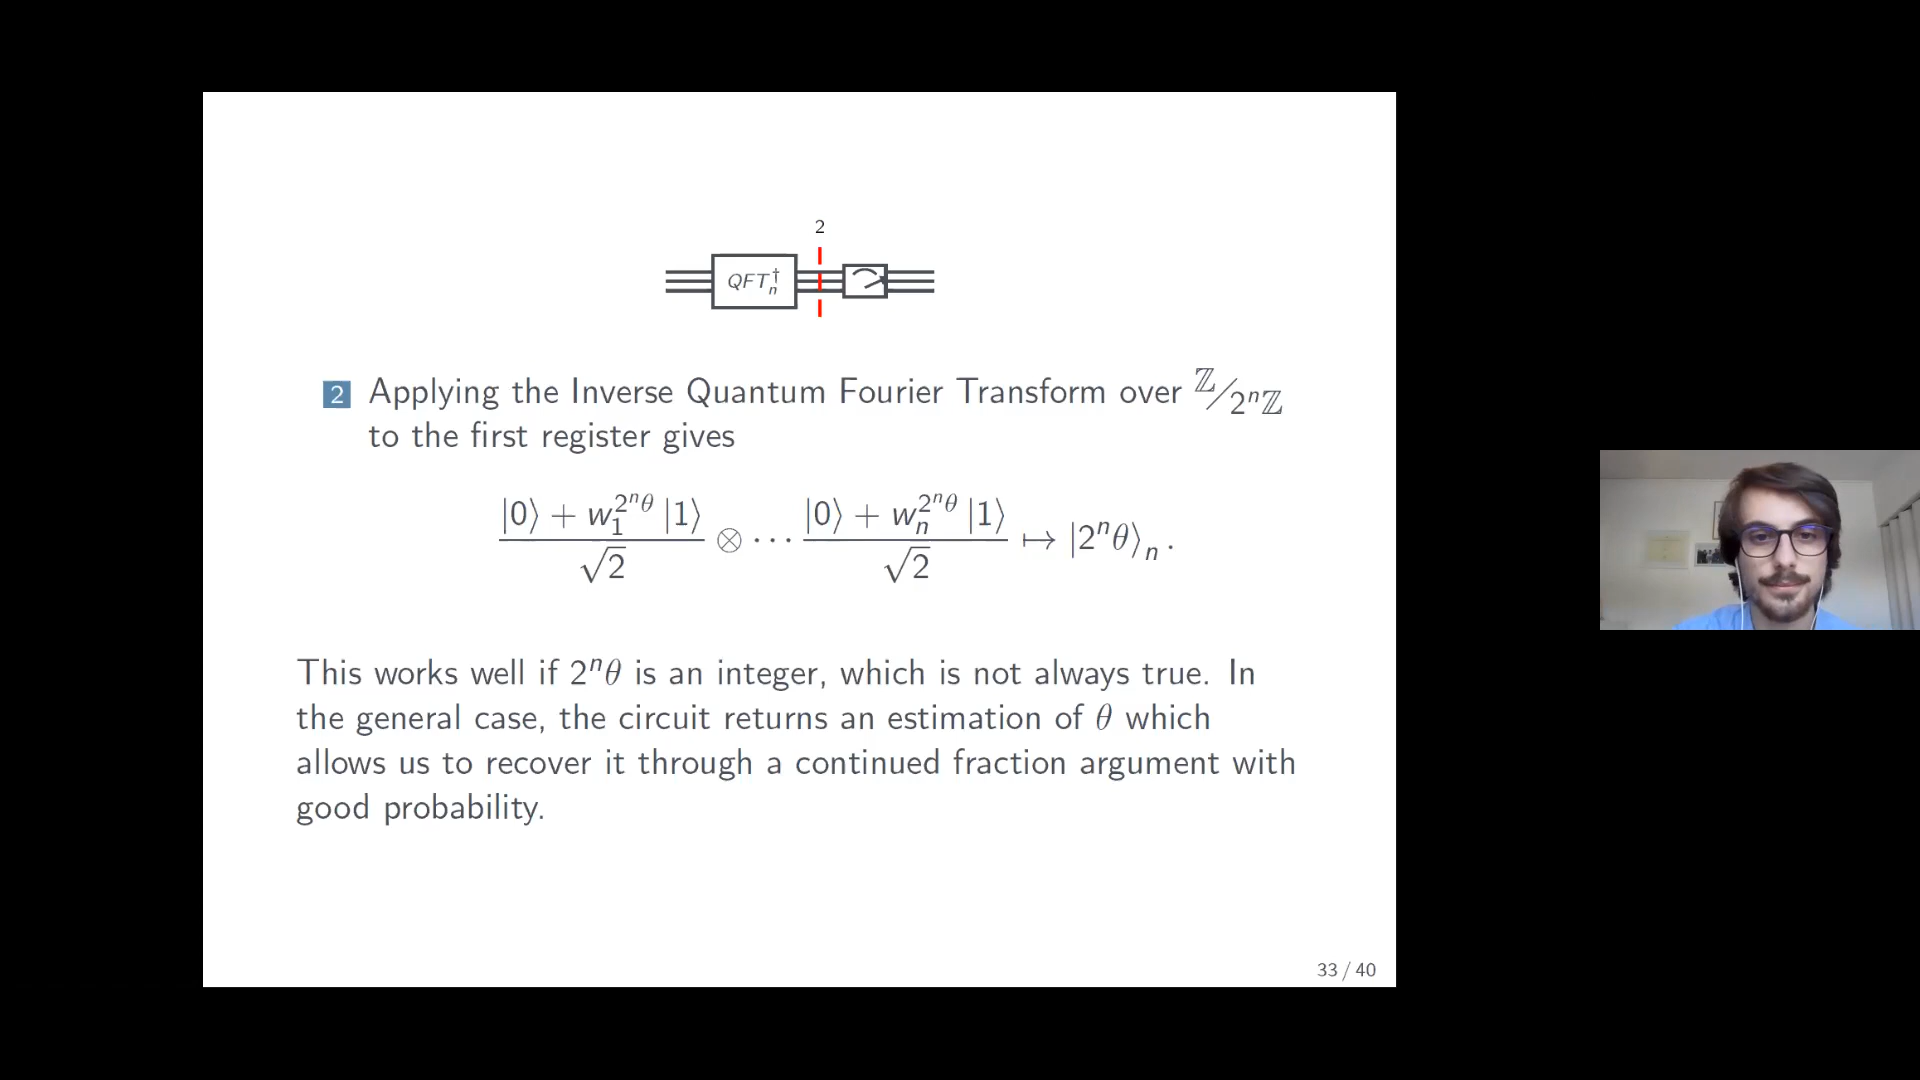 2
QFT†n
2 Applying the Inverse Quantum Fourier Transform over ℤ/2ⁿℤ
to the first register gives
(|0⟩ + w₁^{2ⁿθ} |1⟩)/√2 ⊗ ··· (|0⟩ + wₙ^{2ⁿθ} |1⟩)/√2 ↦ |2ⁿθ⟩ₙ .
This works well if 2ⁿθ is an integer, which is not always true. In
the general case, the circuit returns an estimation of θ which
allows us to recover it through a continued fraction argument with
good probability.
33 / 40